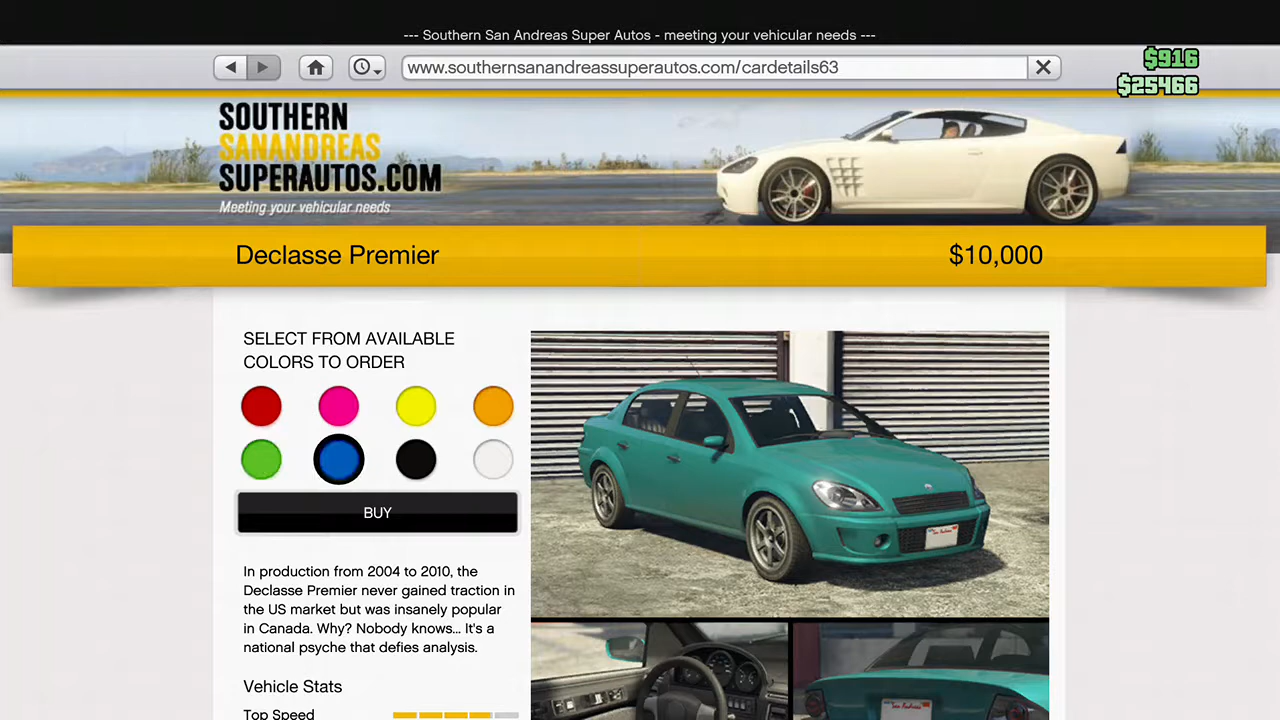 --- Southern San Andreas Super Autos - meeting your vehicular needs ---
www.southernsanandreassuperautos.com/cardetails63
$916
$25466
SOUTHERN
SANANDREAS
SUPERAUTOS.COM
Meeting your vehicular needs
Declasse Premier
$10,000
SELECT FROM AVAILABLE
COLORS TO ORDER
BUY
In production from 2004 to 2010, the
Declasse Premier never gained traction in
the US market but was insanely popular
in Canada. Why? Nobody knows... It's a
national psyche that defies analysis.
Vehicle Stats
Top Speed